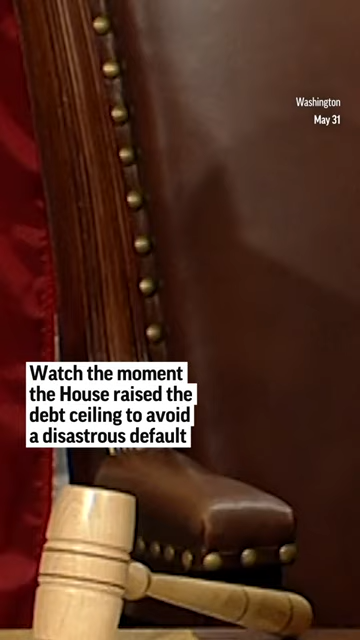 Washington
May 31
Watch the moment
the House raised the
debt ceiling to avoid
a disastrous default